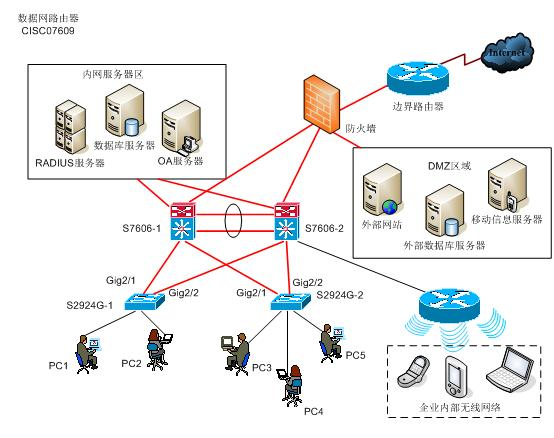 数据网路由器
CISCO7609
内网服务器区
Internet
边界路由器
防火墙
数据库服务器
RADIUS服务器
OA服务器
DMZ区域
外部网站
移动信息服务器
外部数据库服务器
S7606-1
S7606-2
Gig2/1
Gig2/2
Gig2/1
Gig2/2
S2924G-1
S2924G-2
PC1
PC2
PC3
PC4
PC5
企业内部无线网络